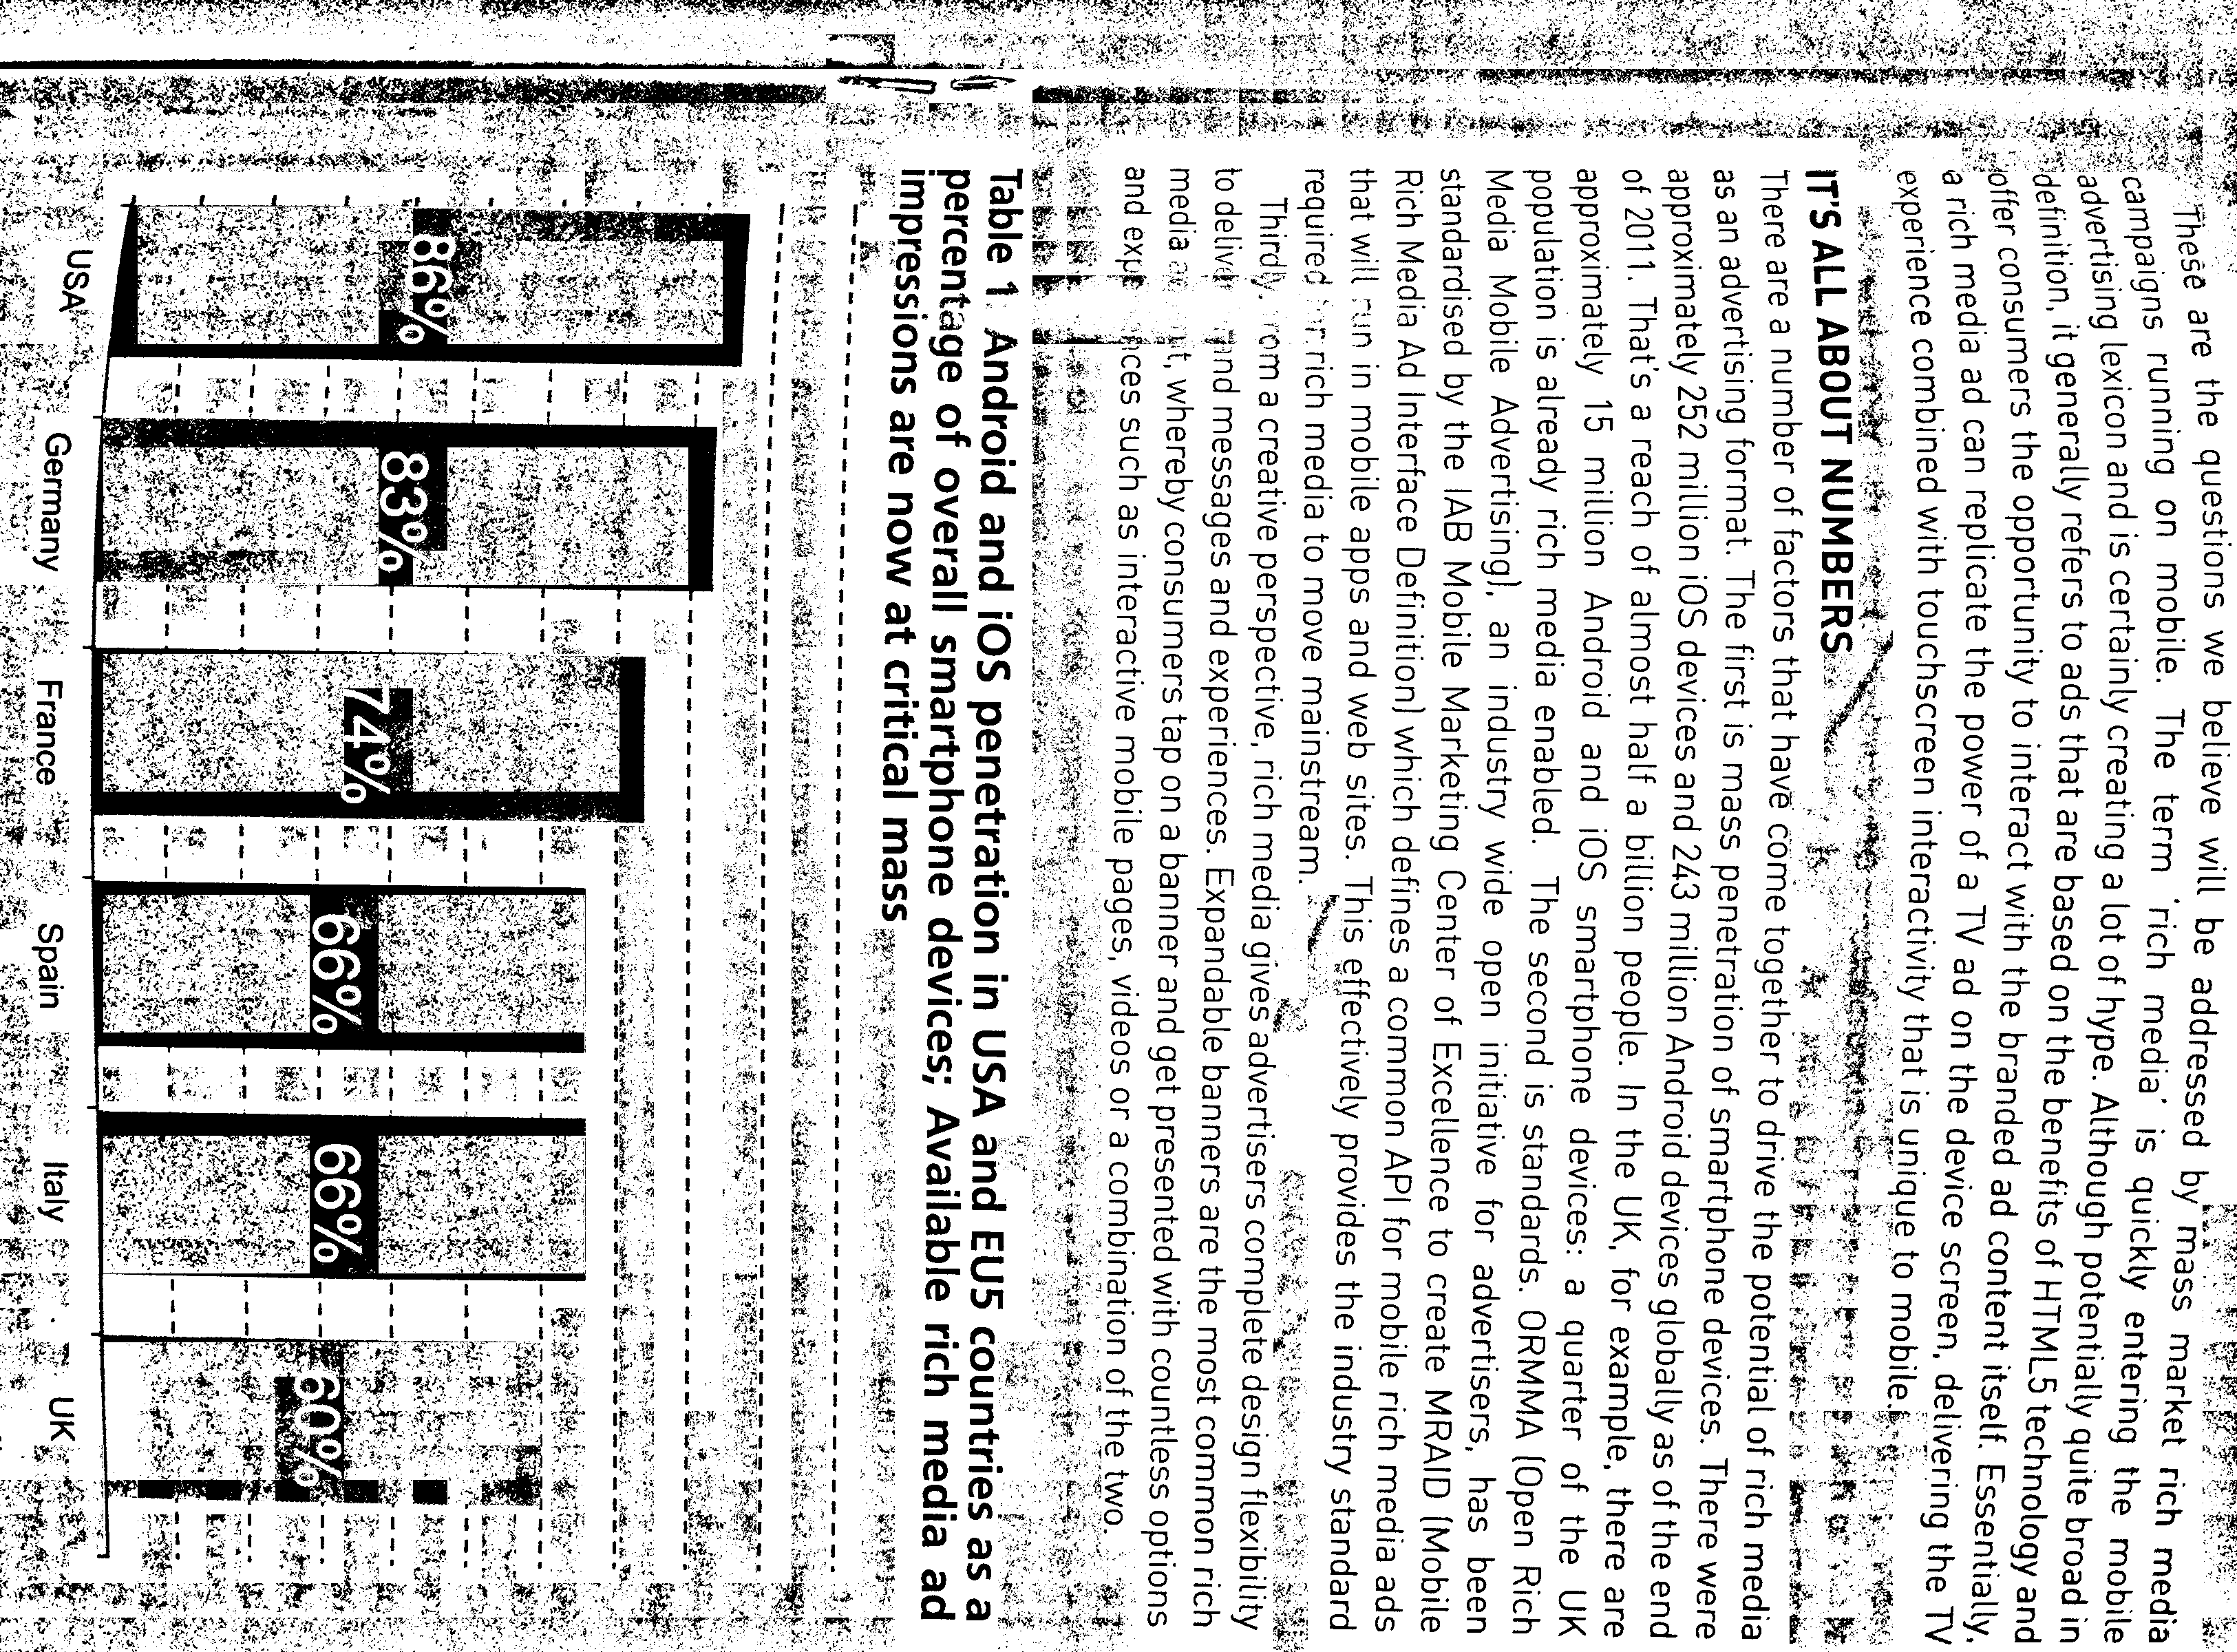 These are the questions we believe will be addressed by mass market rich media
campaigns running on mobile. The term 'rich media' is quickly entering the mobile
advertising lexicon and is certainly creating a lot of hype. Although potentially quite broad in
definition, it generally refers to ads that are based on the benefits of HTML5 technology and
offer consumers the opportunity to interact with the branded ad content itself. Essentially,
a rich media ad can replicate the power of a TV ad on the device screen, delivering the TV
experience combined with touchscreen interactivity that is unique to mobile.
IT'S ALL ABOUT NUMBERS
There are a number of factors that have come together to drive the potential of rich media
as an advertising format. The first is mass penetration of smartphone devices. There were
approximately 252 million iOS devices and 243 million Android devices globally as of the end
of 2011. That's a reach of almost half a billion people. In the UK, for example, there are
approximately 15 million Android and iOS smartphone devices: a quarter of the UK
population is already rich media enabled. The second is standards. ORMMA (Open Rich
Media Mobile Advertising), an industry wide open initiative for advertisers, has been
standardised by the IAB Mobile Marketing Center of Excellence to create MRAID (Mobile
Rich Media Ad Interface Definition) which defines a common API for mobile rich media ads
that will run in mobile apps and web sites. This effectively provides the industry standard
required for rich media to move mainstream.
Thirdly, from a creative perspective, rich media gives advertisers complete design flexibility
to deliver and messages and experiences. Expandable banners are the most common rich
media whereby consumers tap on a banner and get presented with countless options
and such as interactive mobile pages, videos or a combination of the two.
Table 1 Android and iOS penetration in USA and EU5 countries as a
percentage of overall smartphone devices; Available rich media ad
impressions are now at critical mass
86%
83%
74%
66%
66%
60%
USA
Germany
France
Spain
Italy
UK